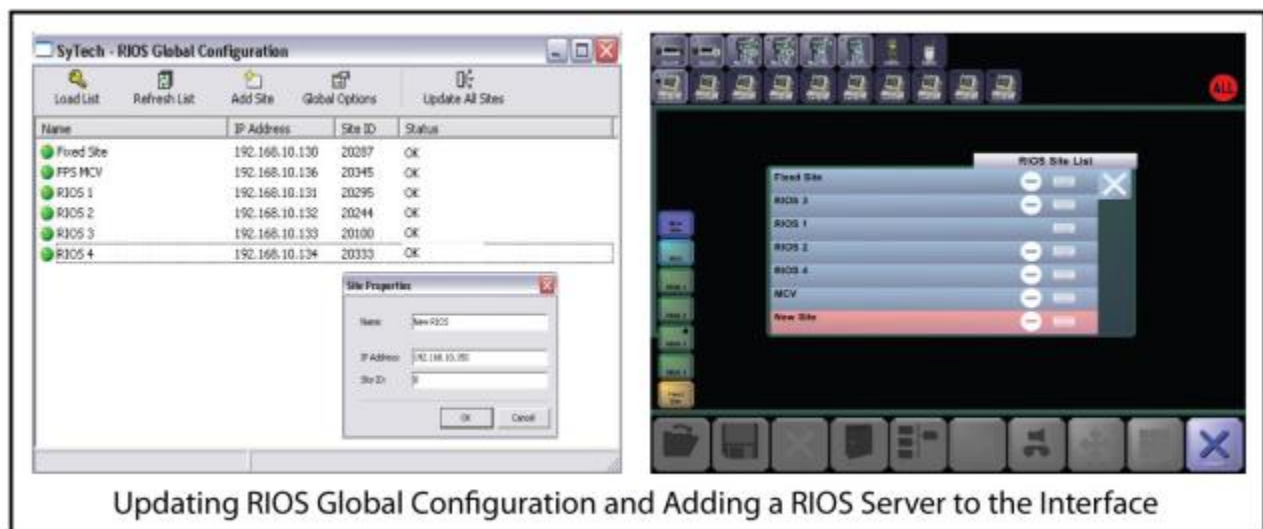 SyTech - RIOS Global Configuration
Load List Refresh List Add Site Global Options Update All Sites
Name IP Address Site ID Status
Fixed Site 192.168.10.130 20287 OK
FPS MCV 192.168.10.136 20345 OK
RIOS 1 192.168.10.131 20295 OK
RIOS 2 192.168.10.132 20244 OK
RIOS 3 192.168.10.133 20100 OK
RIOS 4 192.168.10.134 20333 OK
Site Properties
Name: New RIOS
IP Address:
Site ID:
OK Cancel
ALL
RIOS Site List
Fixed Site
RIOS 3
RIOS 1
RIOS 2
RIOS 4
MCV
New Site
Updating RIOS Global Configuration and Adding a RIOS Server to the Interface